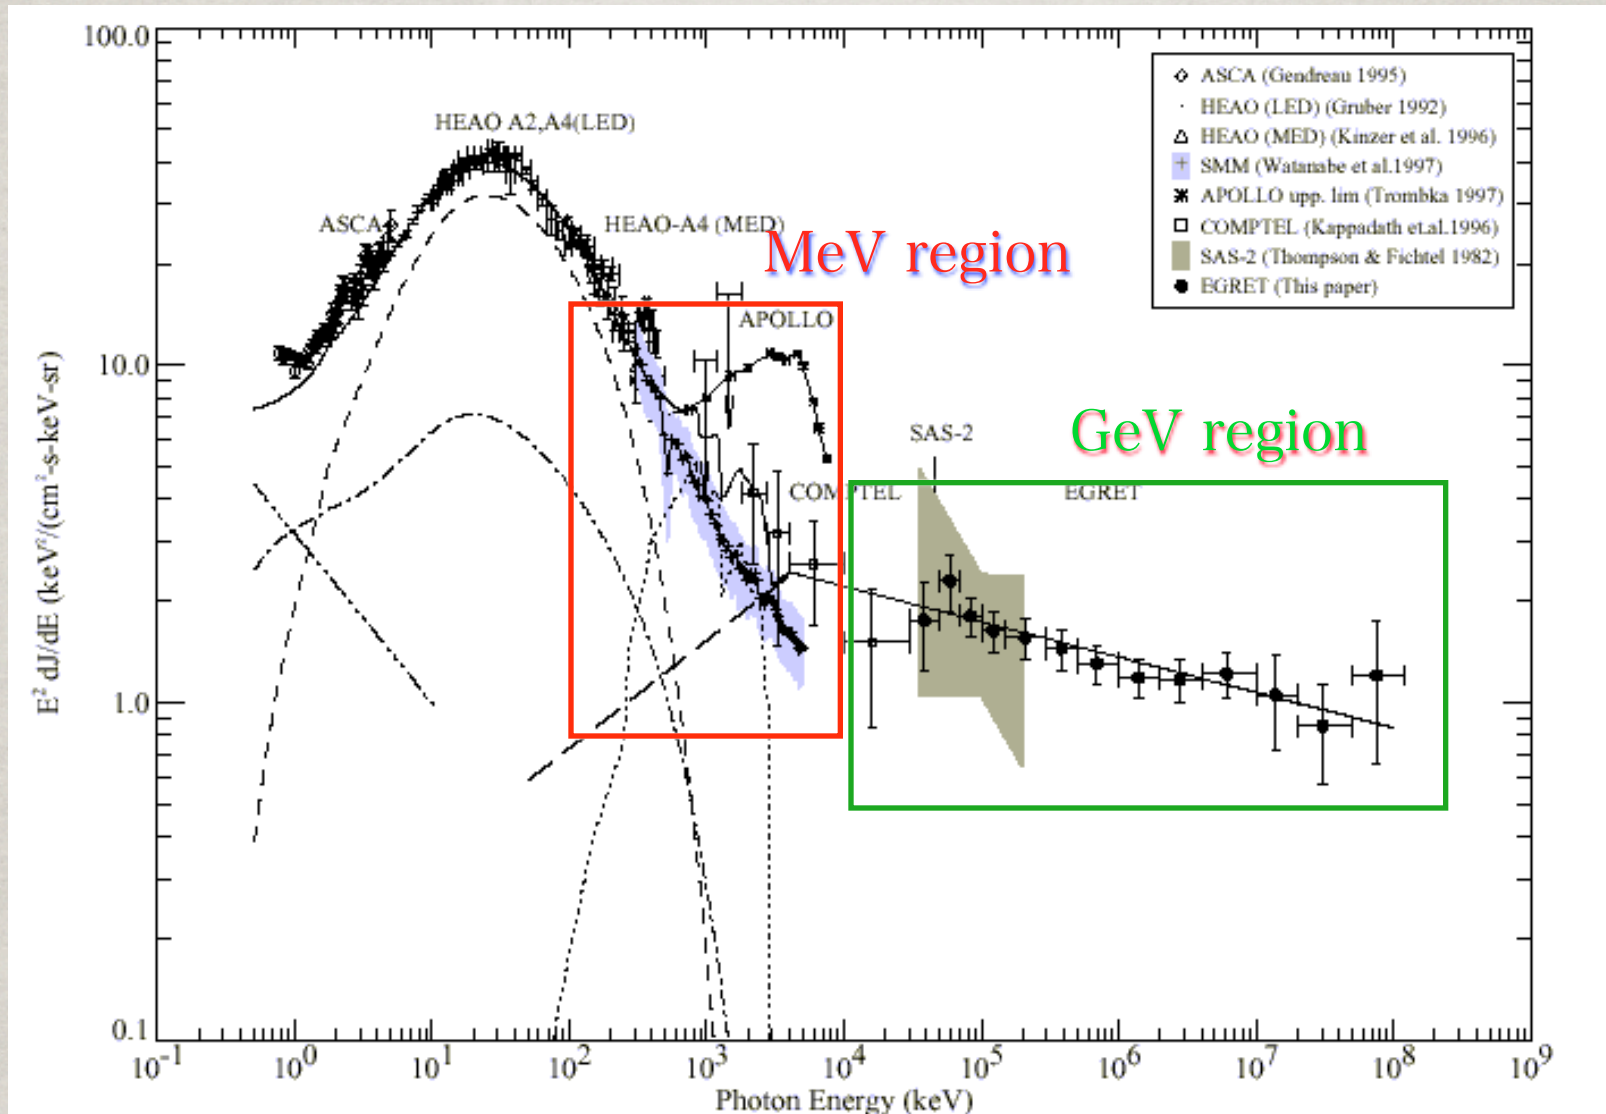 100.0
10.0
1.0
0.1
E² dJ/dE (keV²/(cm²-s-keV-sr)
HEAO A2,A4(LED)
ASCA
HEAO-A4 (MED)
MeV region
APOLLO
COMPTEL
SAS-2
GeV region
EGRET
ASCA (Gendreau 1995)
HEAO (LED) (Gruber 1992)
HEAO (MED) (Kinzer et al. 1996)
SMM (Watanabe et al.1997)
APOLLO upp. lim (Trombka 1997)
COMPTEL (Kappadath et.al.1996)
SAS-2 (Thompson & Fichtel 1982)
EGRET (This paper)
10⁻¹ 10⁰ 10¹ 10² 10³ 10⁴ 10⁵ 10⁶ 10⁷ 10⁸ 10⁹
Photon Energy (keV)